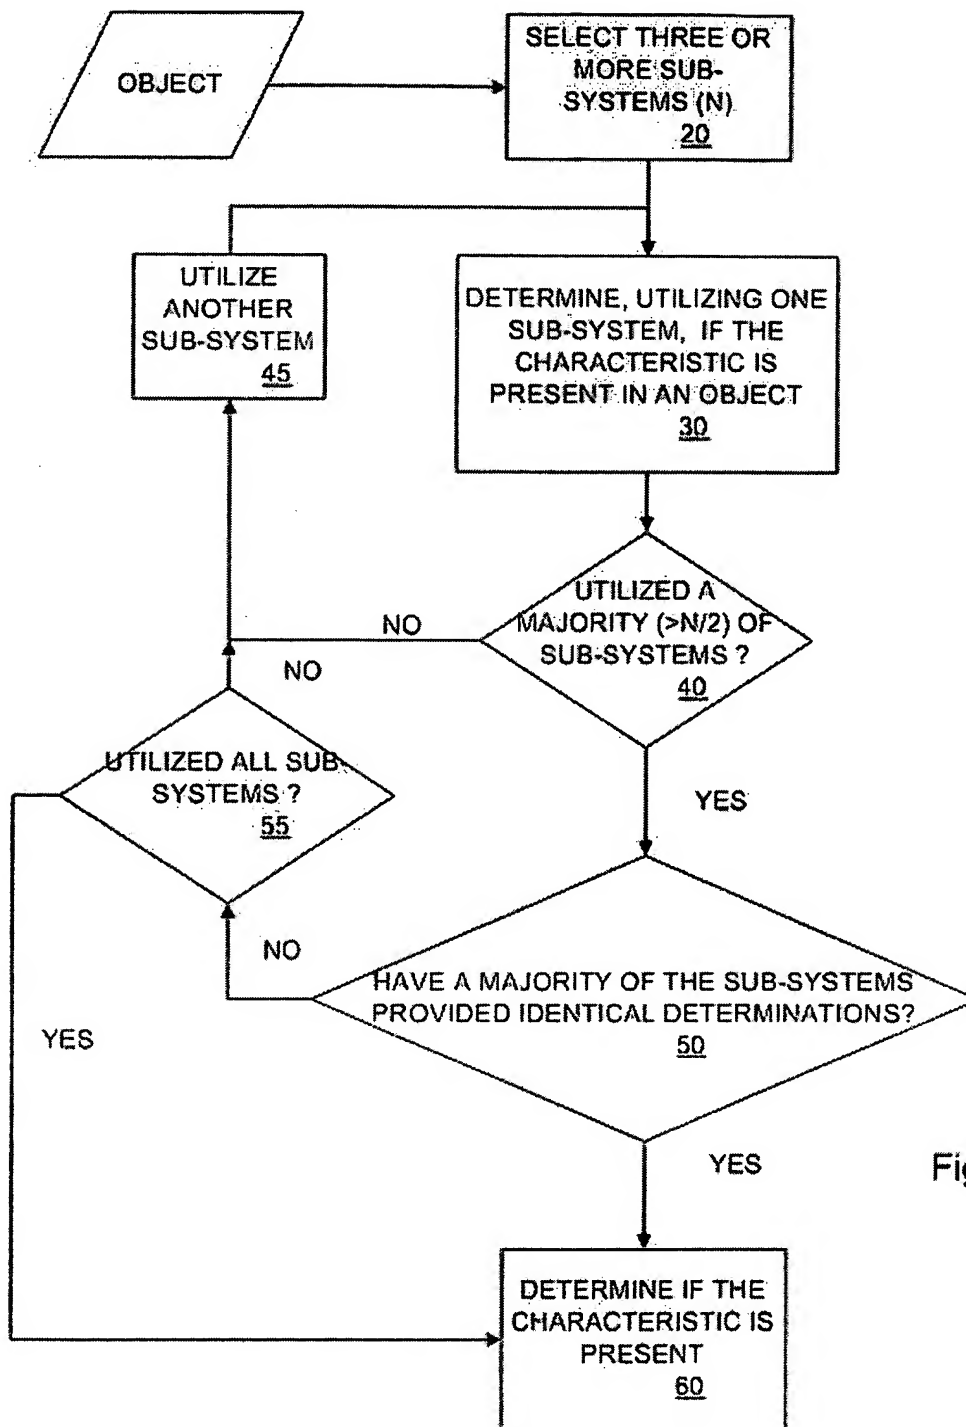 OBJECT
SELECT THREE OR
MORE SUB-
SYSTEMS (N)
20
UTILIZE
ANOTHER
SUB-SYSTEM
45
DETERMINE, UTILIZING ONE
SUB-SYSTEM, IF THE
CHARACTERISTIC IS
PRESENT IN AN OBJECT
30
UTILIZED A
MAJORITY (>N/2) OF
SUB-SYSTEMS ?
40
NO
NO
UTILIZED ALL SUB-
SYSTEMS ?
55
YES
NO
HAVE A MAJORITY OF THE SUB-SYSTEMS
PROVIDED IDENTICAL DETERMINATIONS?
50
YES
YES
Fig
DETERMINE IF THE
CHARACTERISTIC IS
PRESENT
60